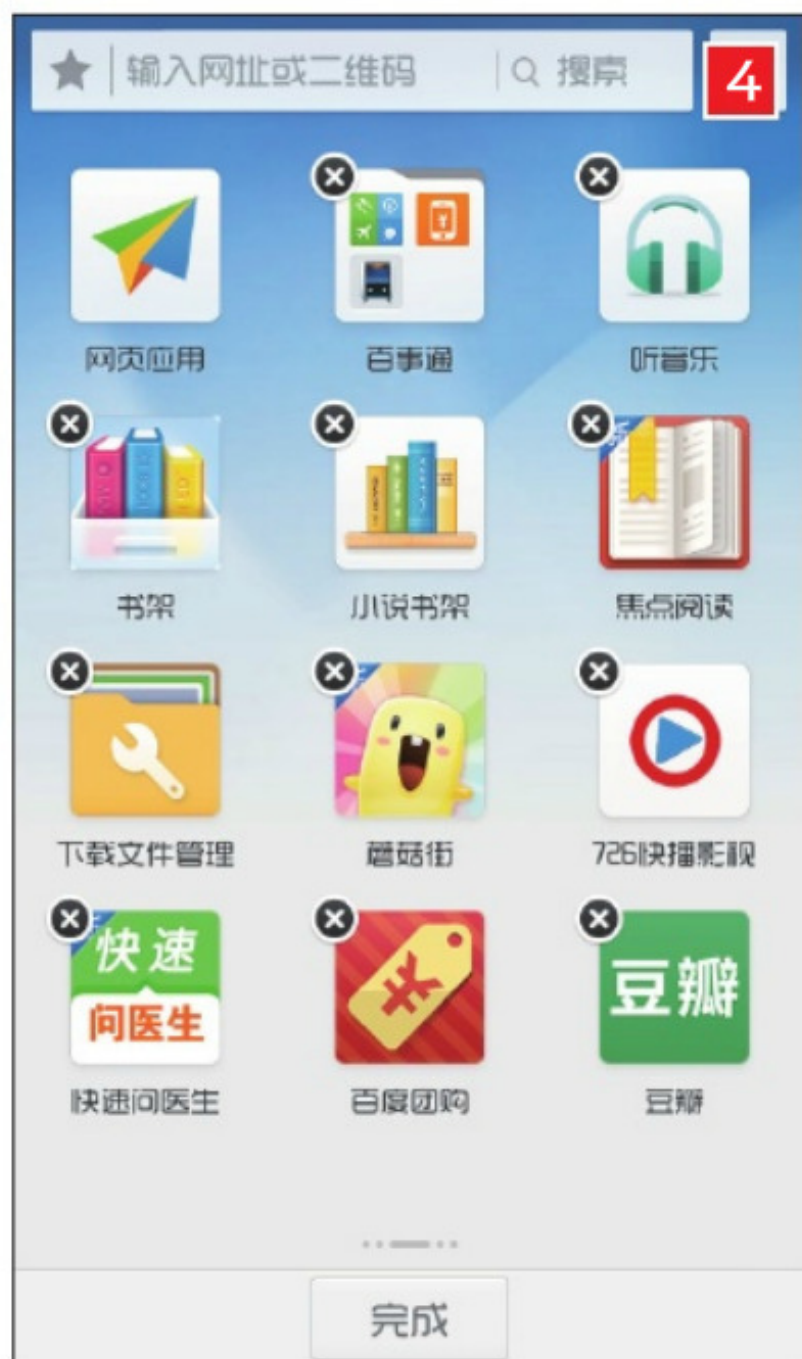 输入网址或二维码 搜索 4
网页应用 百事通 听音乐
书架 小说书架 焦点阅读
下载文件管理 蘑菇街 726快播影视
快速
问医生
豆瓣
快速问医生 百度团购 豆瓣
完成